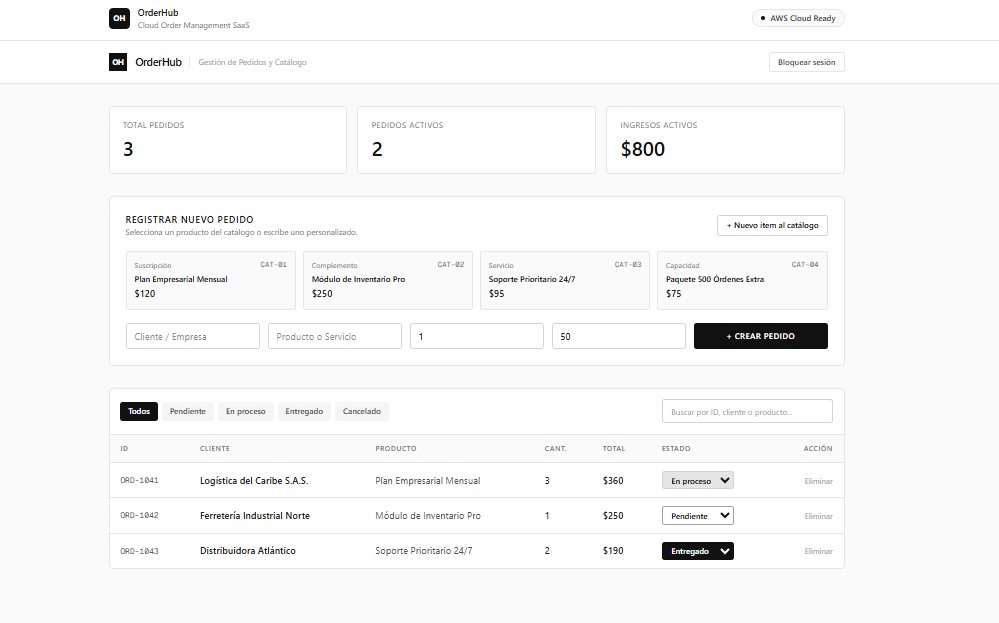 OH OrderHub
Cloud Order Management SaaS
AWS Cloud Ready
OH OrderHub Gestión de Pedidos y Catálogo Bloquear sesión
TOTAL PEDIDOS
3
PEDIDOS ACTIVOS
2
INGRESOS ACTIVOS
$800
REGISTRAR NUEVO PEDIDO
Selecciona un producto del catálogo o escribe uno personalizado.
+ Nuevo ítem al catálogo
Suscripción CAT-01
Plan Empresarial Mensual
$120
Complemento CAT-02
Módulo de Inventario Pro
$250
Servicio CAT-03
Soporte Prioritario 24/7
$95
Capacidad CAT-04
Paquete 500 Órdenes Extra
$75
Cliente / Empresa Producto o Servicio 1 50 + CREAR PEDIDO
Todos Pendiente En proceso Entregado Cancelado Buscar por ID, cliente o producto...
ID CLIENTE PRODUCTO CANT. TOTAL ESTADO ACCIÓN
ORD-1041 Logística del Caribe S.A.S. Plan Empresarial Mensual 3 $360 En proceso Eliminar
ORD-1042 Ferretería Industrial Norte Módulo de Inventario Pro 1 $250 Pendiente Eliminar
ORD-1043 Distribuidora Atlántico Soporte Prioritario 24/7 2 $190 Entregado Eliminar